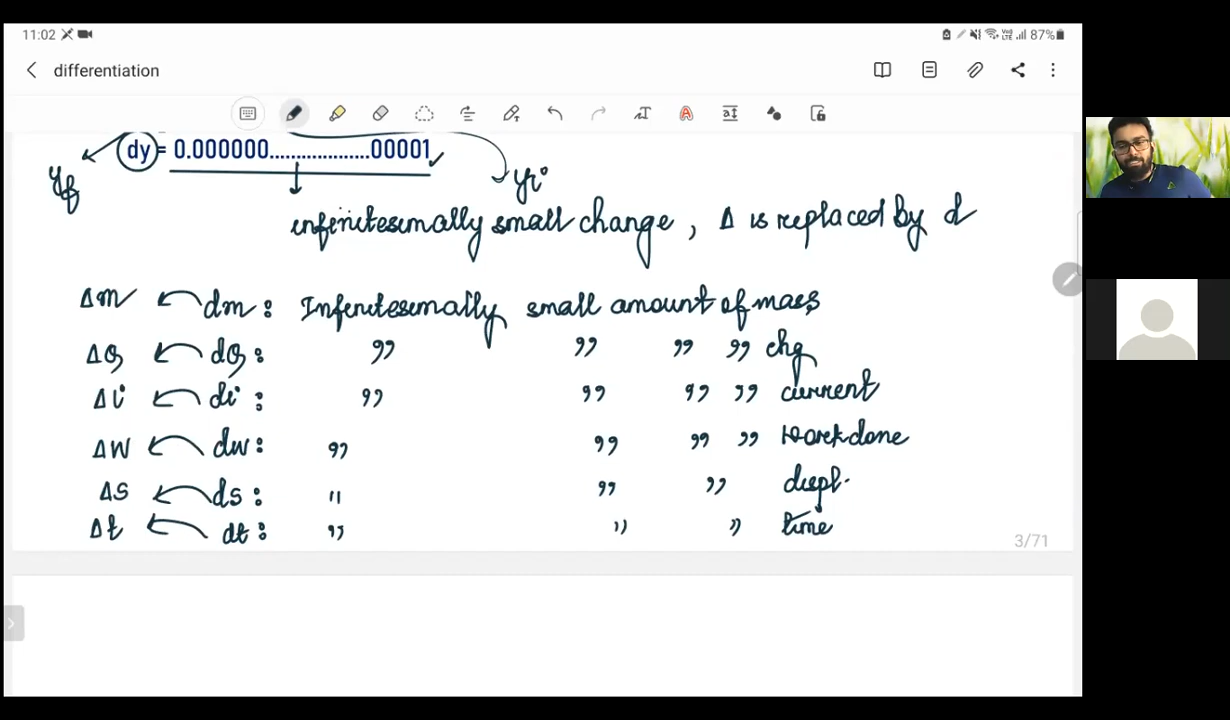 11:02 87%
differentiation
dy = 0.000000...................00001
yf yi
infinitesimally small change, Δ is replaced by d
Δm dm: Infinitesimally small amount of mass
Δq dq: " " " " chg
Δi di: " " " " current
Δw dw: " " " " Workdone
Δs ds: " " " displ.
Δt dt: " " " time
3/71